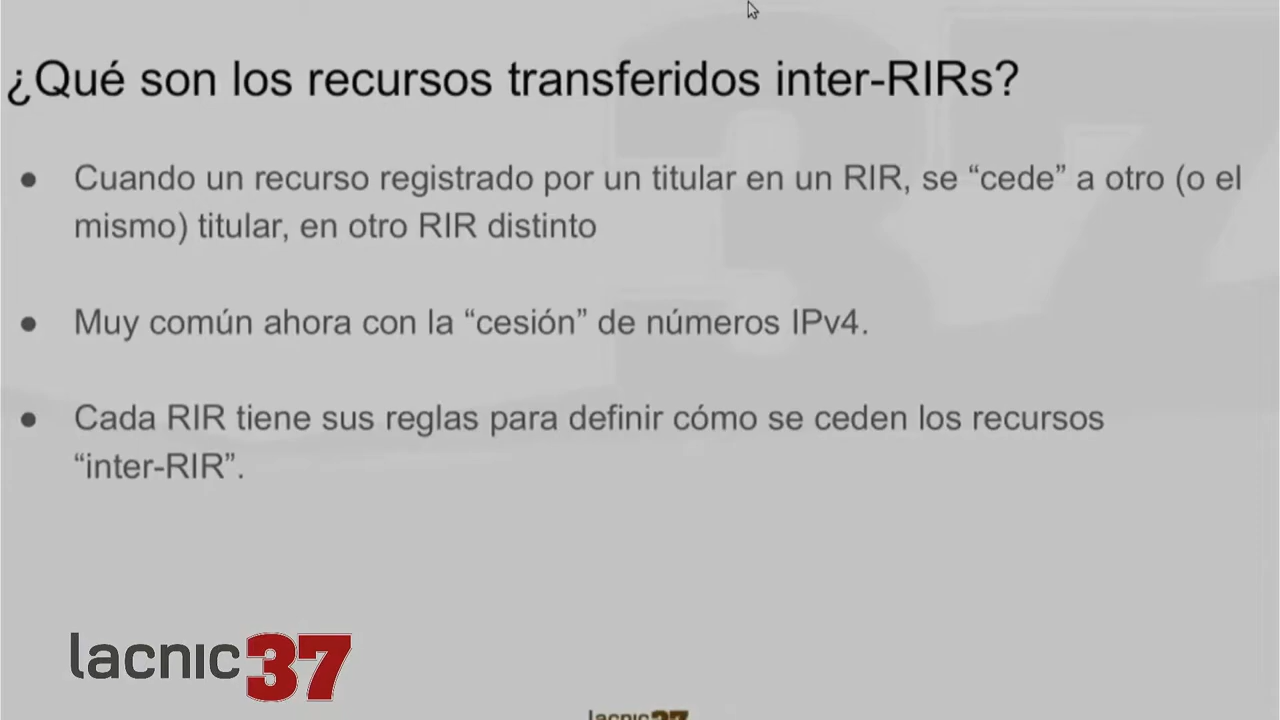 ¿Qué son los recursos transferidos inter-RIRs?
● Cuando un recurso registrado por un titular en un RIR, se “cede” a otro (o el
mismo) titular, en otro RIR distinto
● Muy común ahora con la “cesión” de números IPv4.
● Cada RIR tiene sus reglas para definir cómo se ceden los recursos
“inter-RIR”.
lacnic37
lacnic37